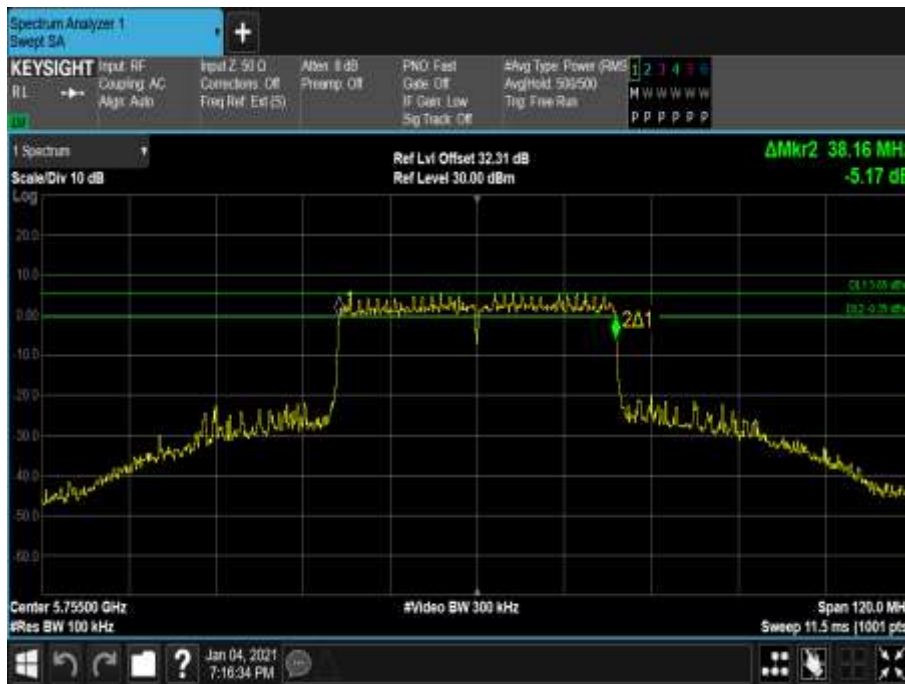 Spectrum Analyzer 1
Swept SA
+
KEYSIGHT
Input: RF
Input Z: 50 Ω
Atten: 8 dB
PNO: Fast
#Avg Type: Power (RMS
1 2 3 4 5 6
RL
Coupling: AC
Corrections: Off
Preamp: Off
Gate: Off
Avg|Hold: 500/500
M W W W W W
Align: Auto
Freq Ref: Ext (S)
IF Gain: Low
Trig: Free Run
Sig Track: Off
P P P P P P
1 Spectrum
Ref Lvl Offset 32.31 dB
ΔMkr2 38.16 MH
Scale/Div 10 dB
Ref Level 30.00 dBm
-5.17 dB
Log
20.0
10.0
0.00
2Δ1
-10.0
-20.0
-30.0
-40.0
-50.0
-60.0
Center 5.75500 GHz
#Video BW 300 kHz
Span 120.0 MH
#Res BW 100 kHz
Sweep 11.5 ms (1001 pts
?
Jan 04, 2021
7:16:34 PM